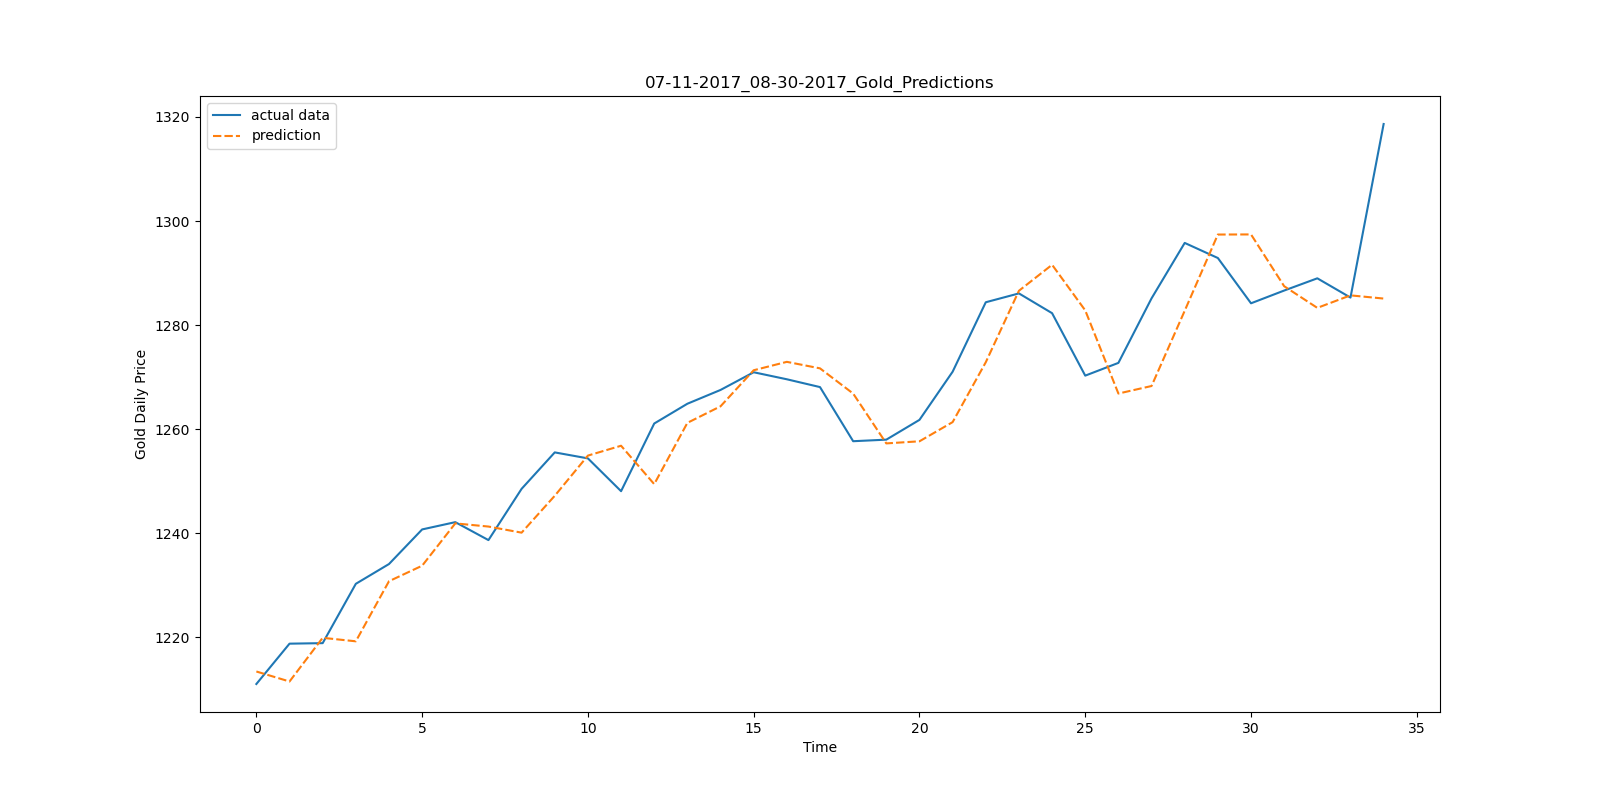 07-11-2017_08-30-2017_Gold_Predictions
actual data
prediction
1320
1300
1280
1260
1240
1220
Gold Daily Price
0 5 10 15 20 25 30 35
Time